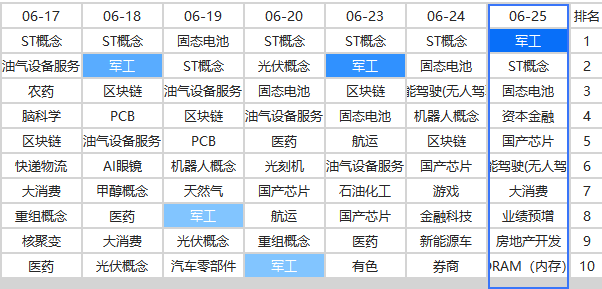 06-17 06-18 06-19 06-20 06-23 06-24 06-25 排名
ST概念 ST概念 固态电池 ST概念 ST概念 ST概念 军工 1
油气设备服务 军工 ST概念 光伏概念 军工 固态电池 ST概念 2
农药 区块链 油气设备服务 固态电池 区块链 能驾驶(无人驾 固态电池 3
脑科学 PCB 区块链 油气设备服务 固态电池 机器人概念 资本金融 4
区块链 油气设备服务 PCB 医药 航运 区块链 国产芯片 5
快递物流 AI眼镜 机器人概念 光刻机 油气设备服务 国产芯片 能驾驶(无人驾 6
大消费 甲醇概念 天然气 国产芯片 石油化工 游戏 大消费 7
重组概念 医药 军工 航运 国产芯片 金融科技 业绩预增 8
核聚变 大消费 光伏概念 重组概念 医药 新能源车 房地产开发 9
医药 光伏概念 汽车零部件 军工 有色 券商 DRAM（内存） 10